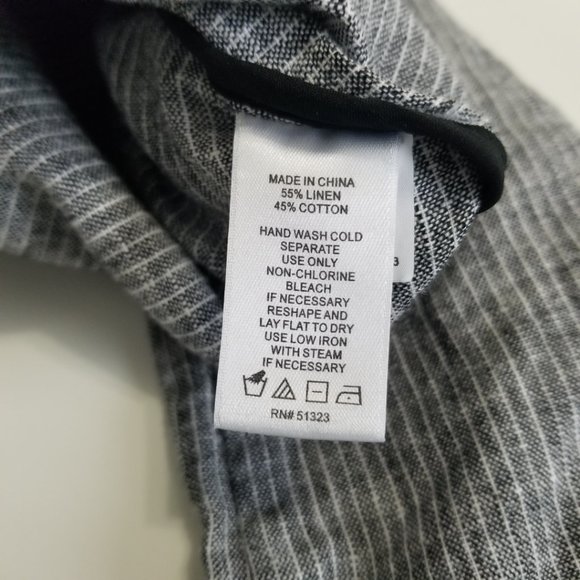 MADE IN CHINA
55% LINEN
45% COTTON
HAND WASH COLD
SEPARATE
USE ONLY
NON-CHLORINE
BLEACH
IF NECESSARY
RESHAPE AND
LAY FLAT TO DRY
USE LOW IRON
WITH STEAM
IF NECESSARY
RN# 51323
3